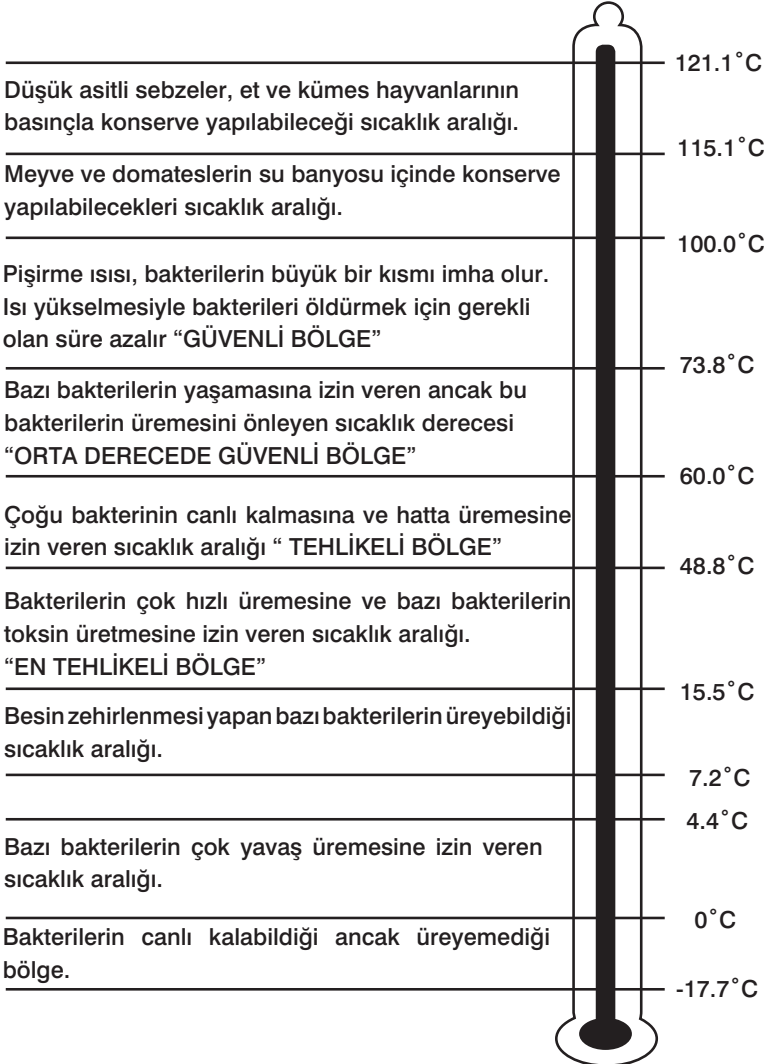 121.1˚C
Düşük asitli sebzeler, et ve kümes hayvanlarının
basınçla konserve yapılabileceği sıcaklık aralığı.
115.1˚C
Meyve ve domateslerin su banyosu içinde konserve
yapılabilecekleri sıcaklık aralığı.
100.0˚C
Pişirme ısısı, bakterilerin büyük bir kısmı imha olur.
Isı yükselmesiyle bakterileri öldürmek için gerekli
olan süre azalır “GÜVENLİ BÖLGE”
73.8˚C
Bazı bakterilerin yaşamasına izin veren ancak bu
bakterilerin üremesini önleyen sıcaklık derecesi
“ORTA DERECEDE GÜVENLİ BÖLGE”
60.0˚C
Çoğu bakterinin canlı kalmasına ve hatta üremesine
izin veren sıcaklık aralığı “ TEHLİKELİ BÖLGE”
48.8˚C
Bakterilerin çok hızlı üremesine ve bazı bakterilerin
toksin üretmesine izin veren sıcaklık aralığı.
“EN TEHLİKELİ BÖLGE”
15.5˚C
Besin zehirlenmesi yapan bazı bakterilerin üreyebildiği
sıcaklık aralığı.
7.2˚C
4.4˚C
Bazı bakterilerin çok yavaş üremesine izin veren
sıcaklık aralığı.
0˚C
Bakterilerin canlı kalabildiği ancak üreyemediği
bölge.
-17.7˚C